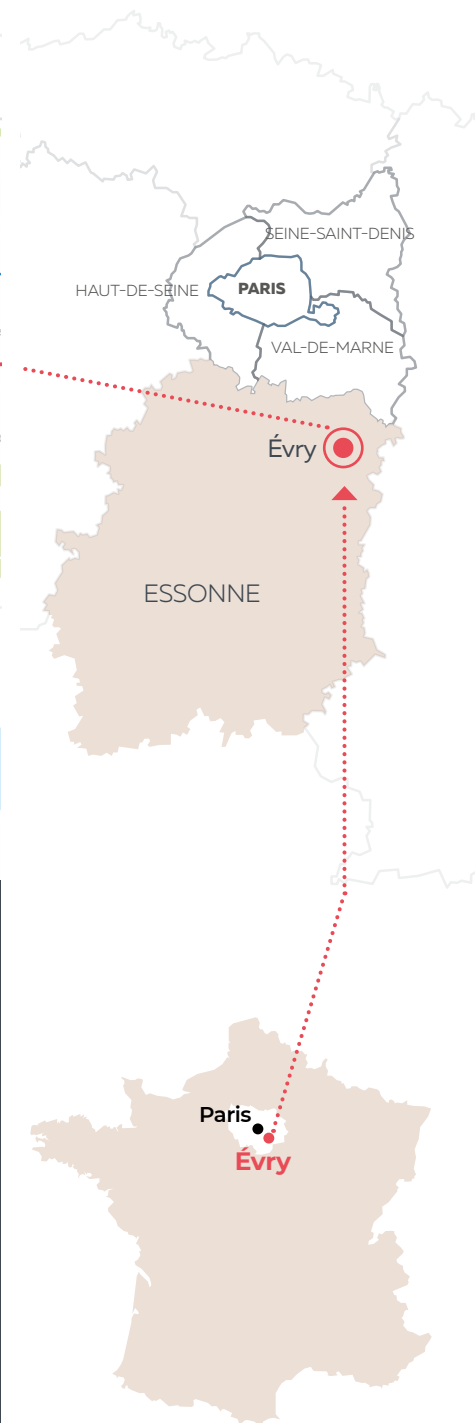 SEINE-SAINT-DENIS
HAUT-DE-SEINE
PARIS
VAL-DE-MARNE
Évry
ESSONNE
Paris
Évry